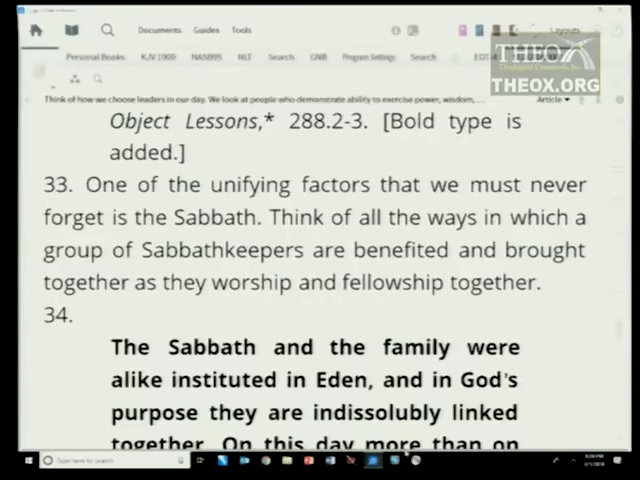 Documents Guides Tools Layouts
Personal Books KJV 1900 NASB95 NLT Search GNB Program Settings Search
THEOX
THEOX.ORG
Think of how we choose leaders in our day. We look at people who demonstrate ability to exercise power, wisdom, ... Article
Object Lessons,* 288.2-3. [Bold type is
added.]
33. One of the unifying factors that we must never
forget is the Sabbath. Think of all the ways in which a
group of Sabbathkeepers are benefited and brought
together as they worship and fellowship together.
34.
The Sabbath and the family were
alike instituted in Eden, and in God's
purpose they are indissolubly linked
together. On this day more than on
Type here to search